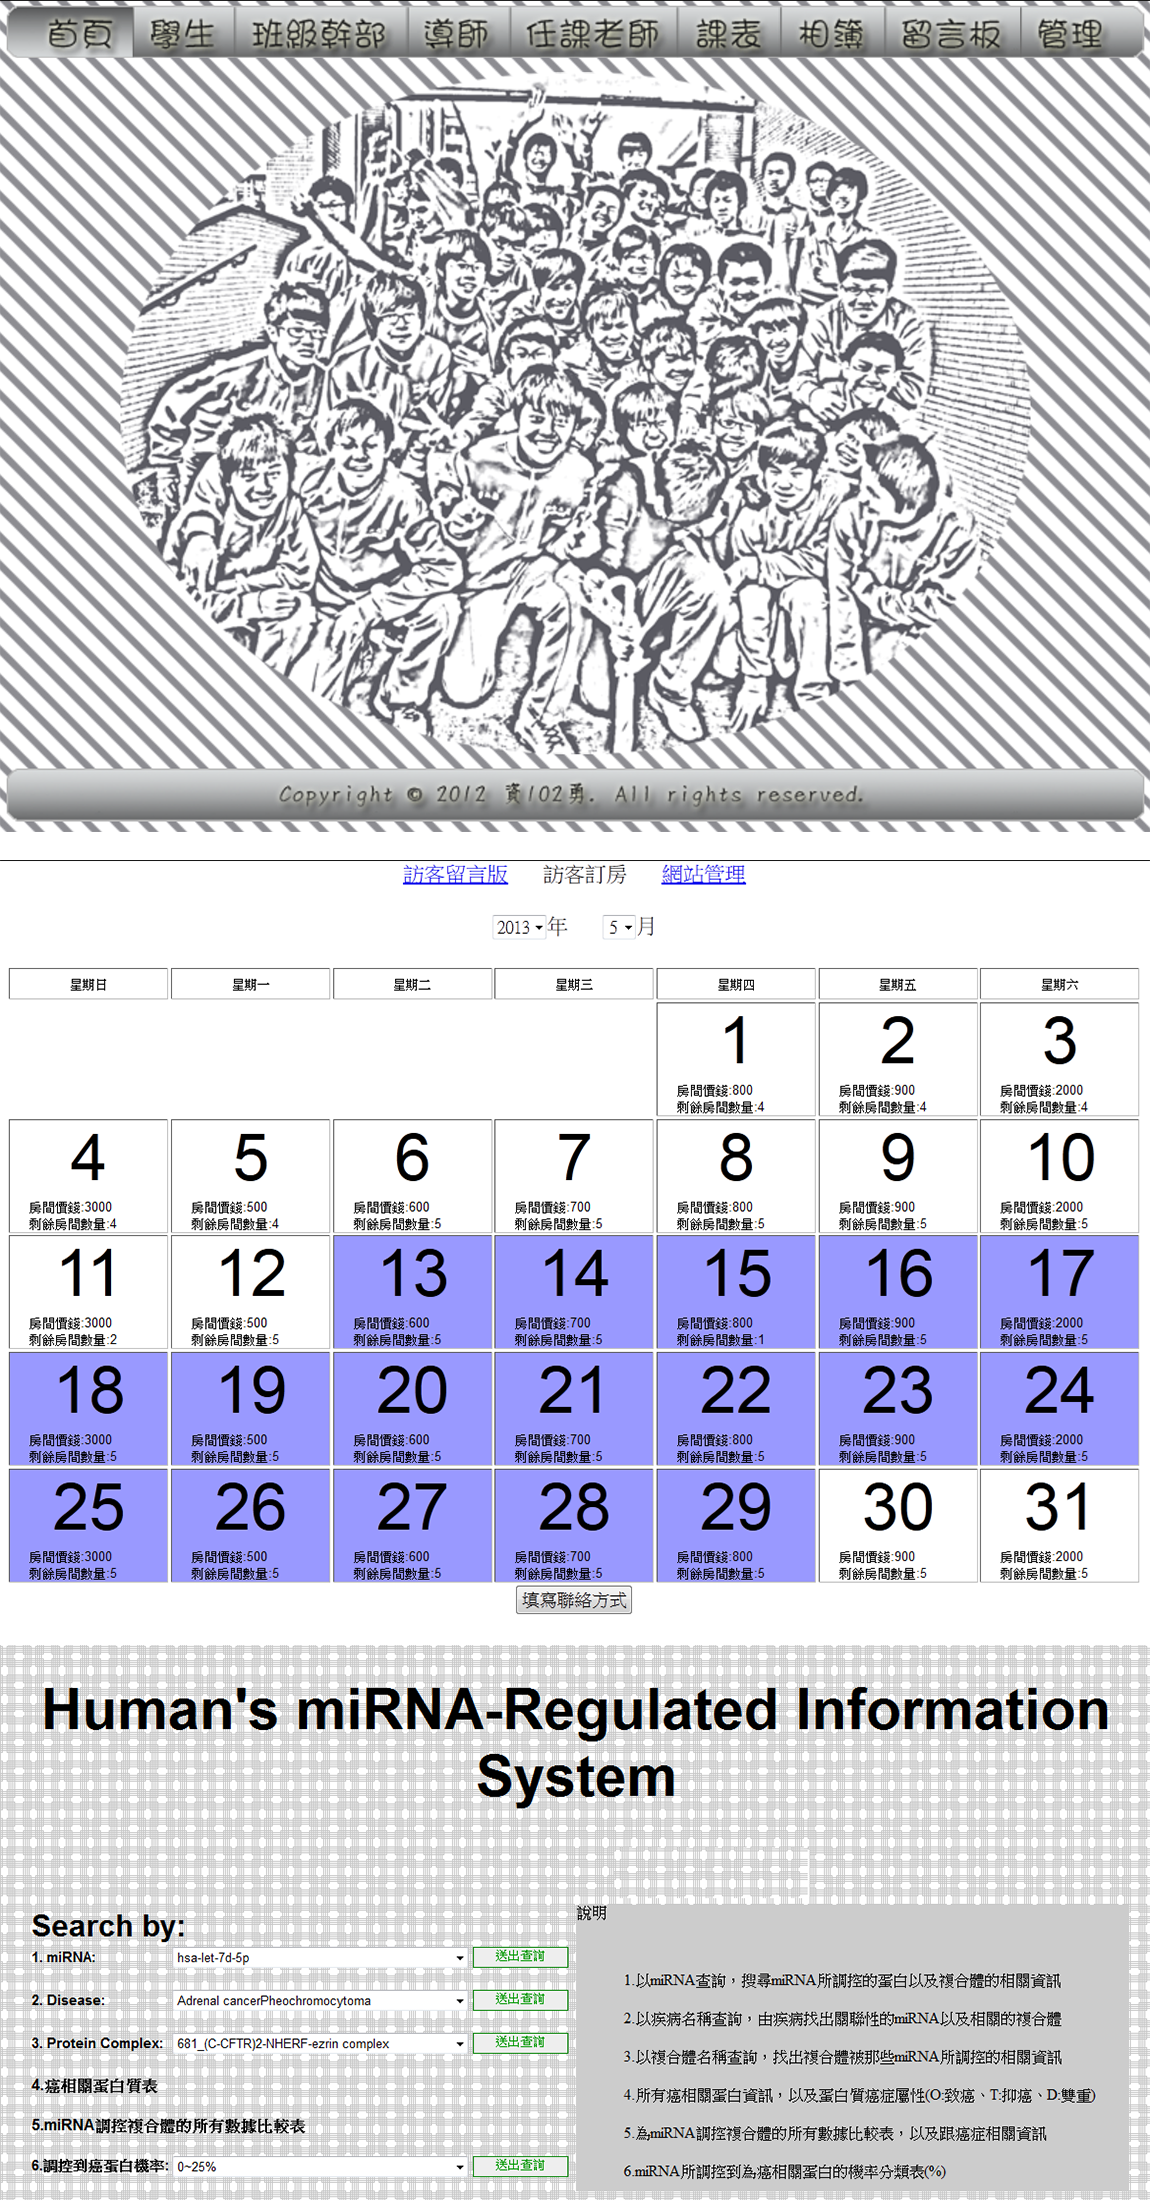 首頁 學生 班級幹部 導師 任課老師 課表 相簿 留言板 管理
Copyright © 2012 資102勇. All rights reserved.
訪客留言版 訪客訂房 網站管理
2013 年 5 月
星期日 星期一 星期二 星期三 星期四 星期五 星期六
1 2 3
房間價錢:800 房間價錢:900 房間價錢:2000
剩餘房間數量:4 剩餘房間數量:4 剩餘房間數量:4
4 5 6 7 8 9 10
房間價錢:3000 房間價錢:500 房間價錢:600 房間價錢:700 房間價錢:800 房間價錢:900 房間價錢:2000
剩餘房間數量:4 剩餘房間數量:4 剩餘房間數量:5 剩餘房間數量:5 剩餘房間數量:5 剩餘房間數量:5 剩餘房間數量:5
11 12 13 14 15 16 17
房間價錢:3000 房間價錢:500 房間價錢:600 房間價錢:700 房間價錢:800 房間價錢:900 房間價錢:2000
剩餘房間數量:2 剩餘房間數量:5 剩餘房間數量:5 剩餘房間數量:5 剩餘房間數量:1 剩餘房間數量:5 剩餘房間數量:5
18 19 20 21 22 23 24
房間價錢:3000 房間價錢:500 房間價錢:600 房間價錢:700 房間價錢:800 房間價錢:900 房間價錢:2000
剩餘房間數量:5 剩餘房間數量:5 剩餘房間數量:5 剩餘房間數量:5 剩餘房間數量:5 剩餘房間數量:5 剩餘房間數量:5
25 26 27 28 29 30 31
房間價錢:3000 房間價錢:500 房間價錢:600 房間價錢:700 房間價錢:800 房間價錢:900 房間價錢:2000
剩餘房間數量:5 剩餘房間數量:5 剩餘房間數量:5 剩餘房間數量:5 剩餘房間數量:5 剩餘房間數量:5 剩餘房間數量:5
填寫聯絡方式
Human's miRNA-Regulated Information
System
Search by:
1. miRNA: hsa-let-7d-5p 送出查詢
2. Disease: Adrenal cancerPheochromocytoma 送出查詢
3. Protein Complex: 681_(C-CFTR)2-NHERF-ezrin complex 送出查詢
4.癌相關蛋白質表
5.miRNA調控複合體的所有數據比較表
6.調控到癌蛋白機率: 0~25% 送出查詢
說明
1.以miRNA查詢，搜尋miRNA所調控的蛋白以及複合體的相關資訊
2.以疾病名稱查詢，由疾病找出關聯性的miRNA以及相關的複合體
3.以複合體名稱查詢，找出複合體被那些miRNA所調控的相關資訊
4.所有癌相關蛋白資訊，以及蛋白質癌症屬性(O:致癌、T:抑癌、D:雙重)
5.為miRNA調控複合體的所有數據比較表，以及跟癌症相關資訊
6.miRNA所調控到為癌相關蛋白的機率分類表(%)